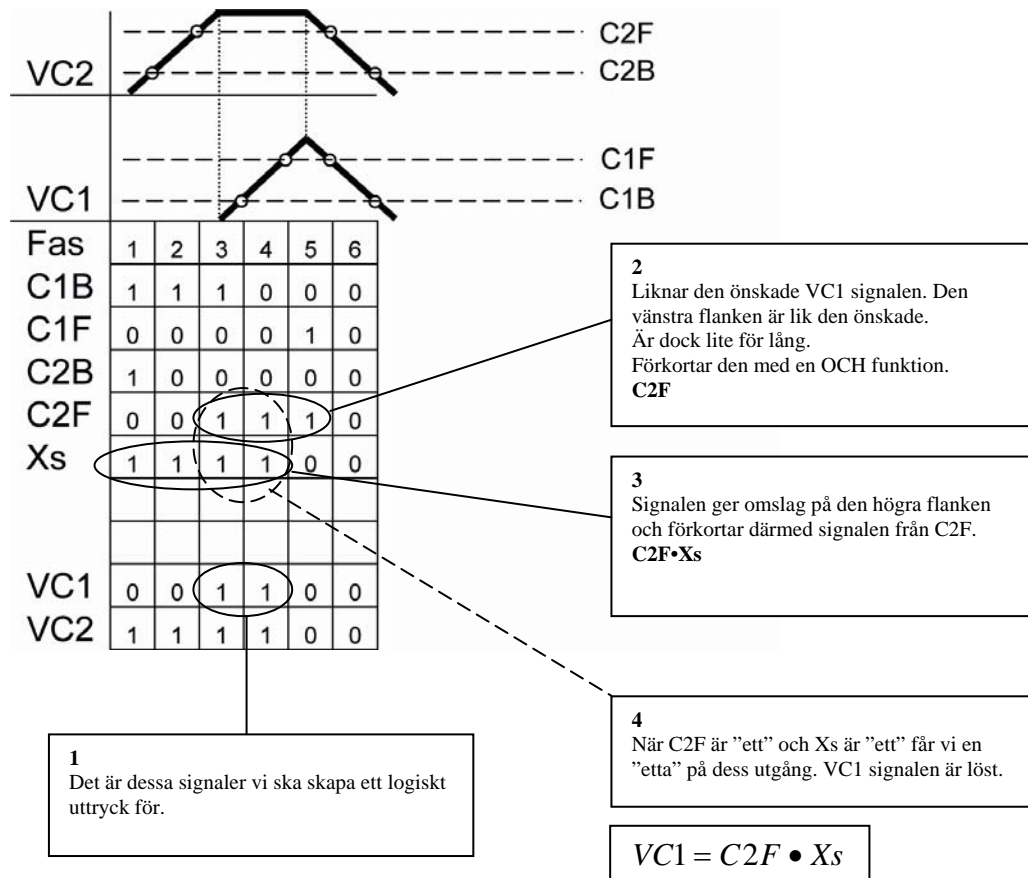 C2F
VC2
C2B
C1F
VC1
C1B
Fas 1 2 3 4 5 6
C1B 1 1 1 0 0 0
C1F 0 0 0 0 1 0
C2B 1 0 0 0 0 0
C2F 0 0 1 1 1 0
Xs 1 1 1 1 0 0
VC1 0 0 1 1 0 0
VC2 1 1 1 1 0 0
2
Liknar den önskade VC1 signalen. Den
vänstra flanken är lik den önskade.
Är dock lite för lång.
Förkortar den med en OCH funktion.
C2F
3
Signalen ger omslag på den högra flanken
och förkortar därmed signalen från C2F.
C2F•Xs
1
Det är dessa signaler vi ska skapa ett logiskt
uttryck för.
4
När C2F är ”ett” och Xs är ”ett” får vi en
”etta” på dess utgång. VC1 signalen är löst.
VC1 = C2F • Xs